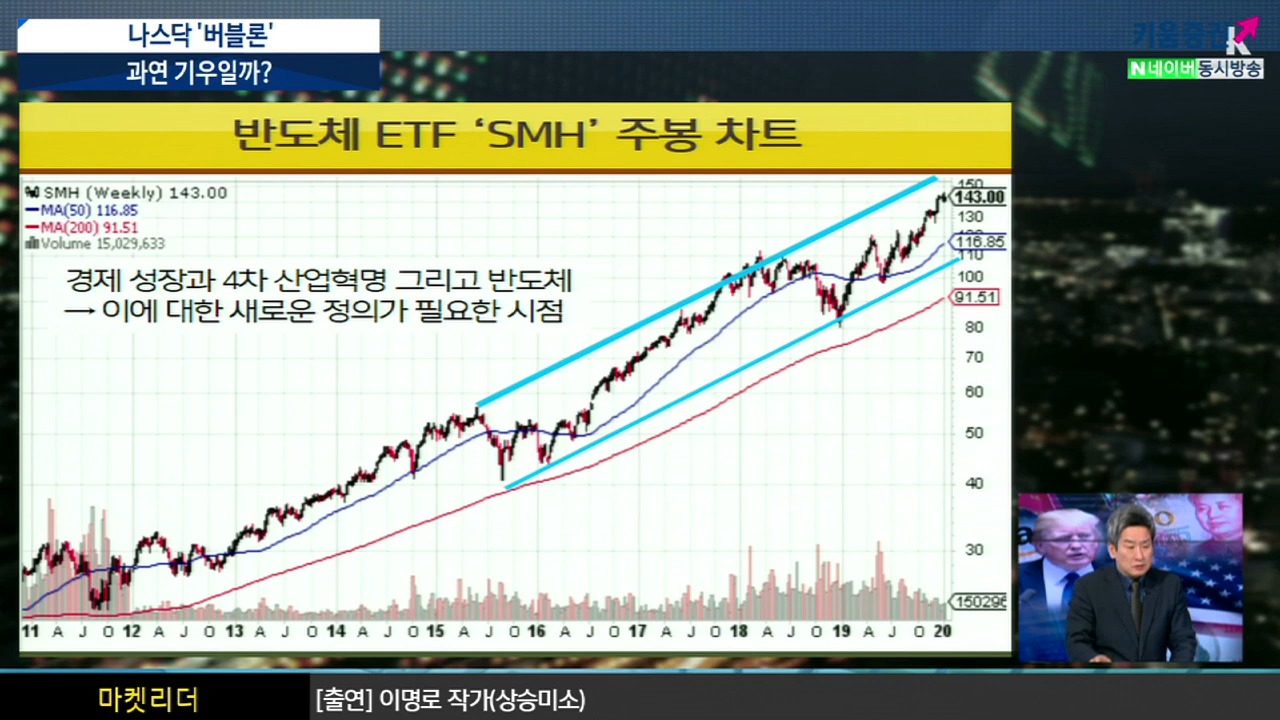 나스닥 '버블론'
과연 기우일까?
키움증권
N 네이버 동시방송
반도체 ETF ‘SMH’ 주봉 차트
SMH (Weekly) 143.00
MA(50) 116.85
MA(200) 91.51
Volume 15,029,633
경제 성장과 4차 산업혁명 그리고 반도체
→ 이에 대한 새로운 정의가 필요한 시점
150
143.00
130
116.85
110
100
91.51
80
70
60
50
40
30
150296
11 A J O 12 A J O 13 A J O 14 A J O 15 A J O 16 A J O 17 A J O 18 A J O 19 A J O 20
마켓리더
[출연] 이명로 작가(상승미소)